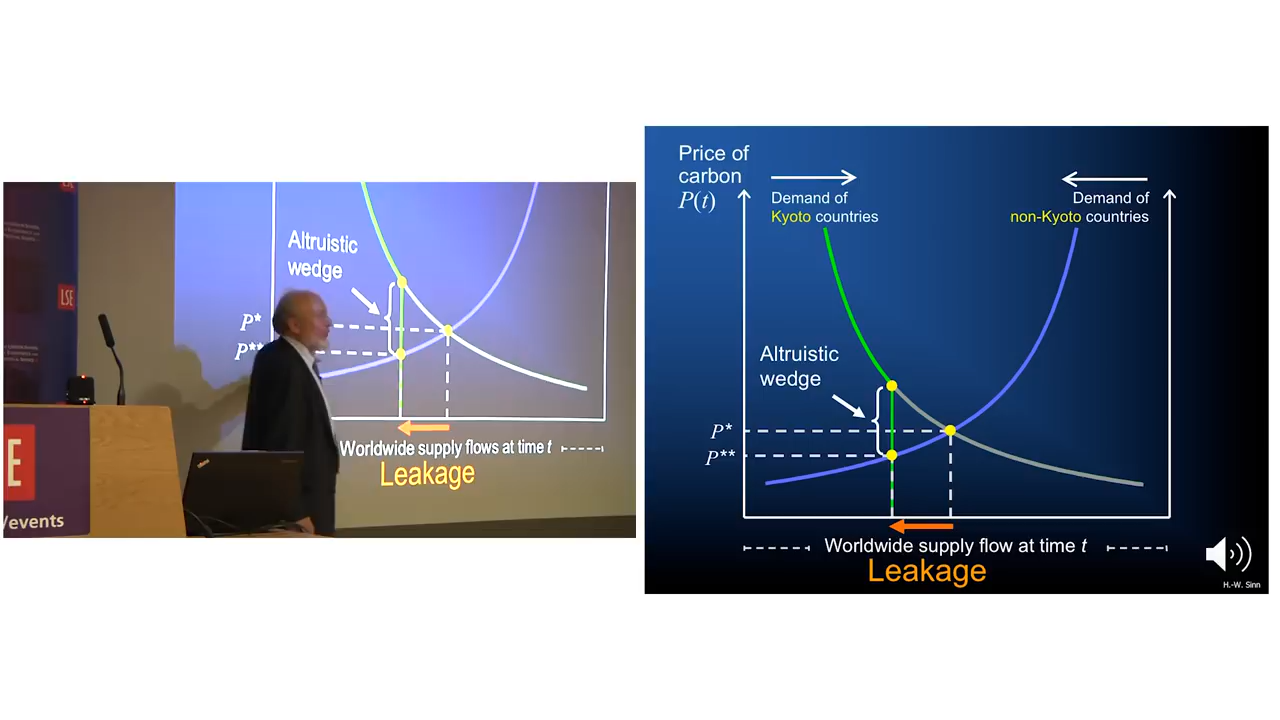 LSE
E
/events
Altruistic
wedge
P*
P**
Worldwide supply flows at time t
Leakage
Price of
carbon
P(t)
Demand of
Kyoto countries
Demand of
non-Kyoto countries
Altruistic
wedge
P*
P**
Worldwide supply flow at time t
Leakage
H.-W. Sinn